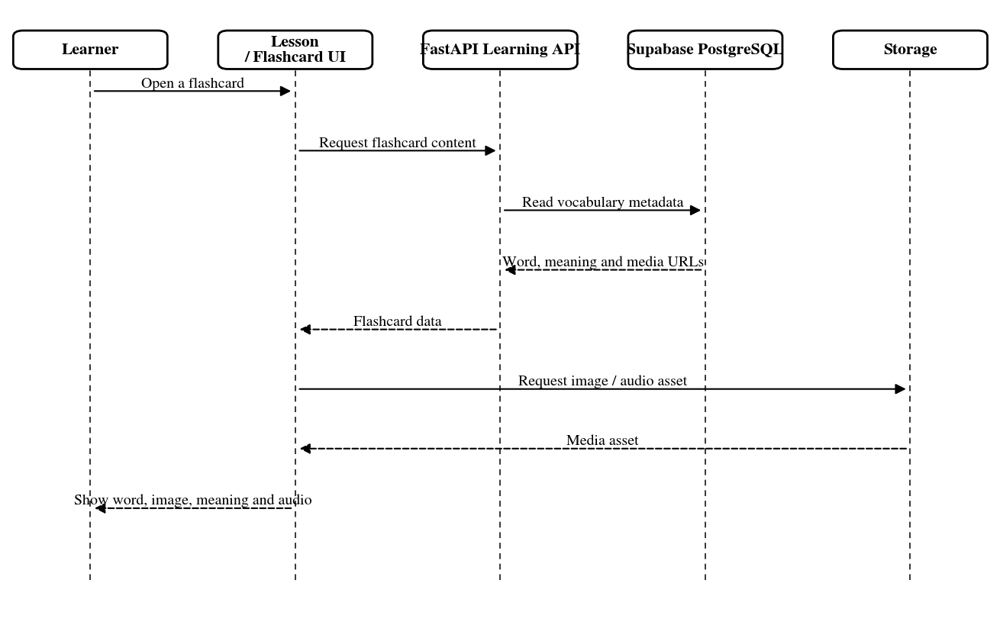 Learner
Lesson
/ Flashcard UI
FastAPI Learning API
Supabase PostgreSQL
Storage
Open a flashcard
Request flashcard content
Read vocabulary metadata
Word, meaning and media URLs
Flashcard data
Request image / audio asset
Media asset
Show word, image, meaning and audio